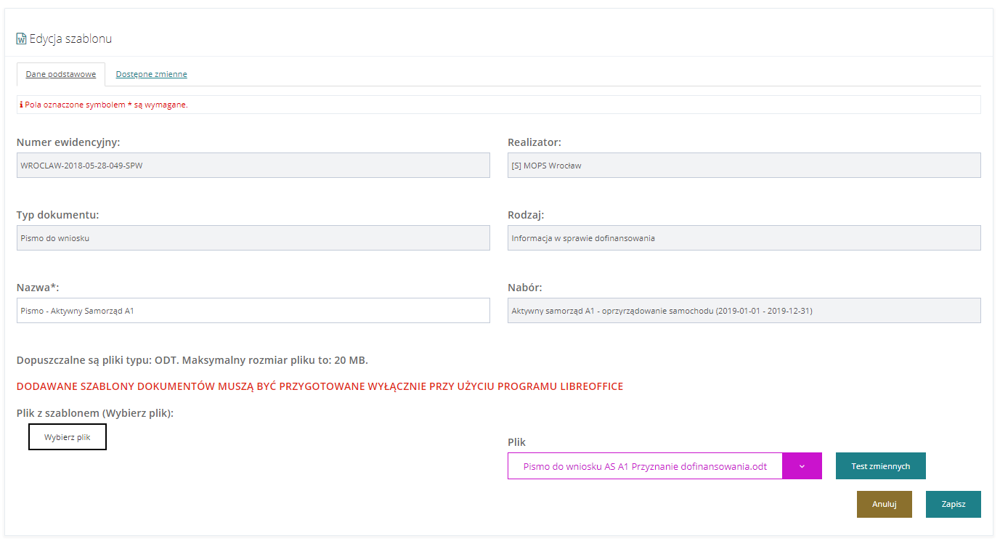 Edycja szablonu
Dane podstawowe Dostępne zmienne
Pola oznaczone symbolem * są wymagane.
Numer ewidencyjny: Realizator:
WROCLAW-2018-05-28-049-SPW [S] MOPS Wrocław
Typ dokumentu: Rodzaj:
Pismo do wniosku Informacja w sprawie dofinansowania
Nazwa*: Nabór:
Pismo - Aktywny Samorząd A1 Aktywny samorząd A1 - oprzyrządowanie samochodu (2019-01-01 - 2019-12-31)
Dopuszczalne są pliki typu: ODT. Maksymalny rozmiar pliku to: 20 MB.
DODAWANE SZABLONY DOKUMENTÓW MUSZĄ BYĆ PRZYGOTOWANE WYŁĄCZNIE PRZY UŻYCIU PROGRAMU LIBREOFFICE
Plik z szablonem (Wybierz plik):
Wybierz plik
Plik
Pismo do wniosku AS A1 Przyznanie dofinansowania.odt Test zmiennych
Anuluj Zapisz